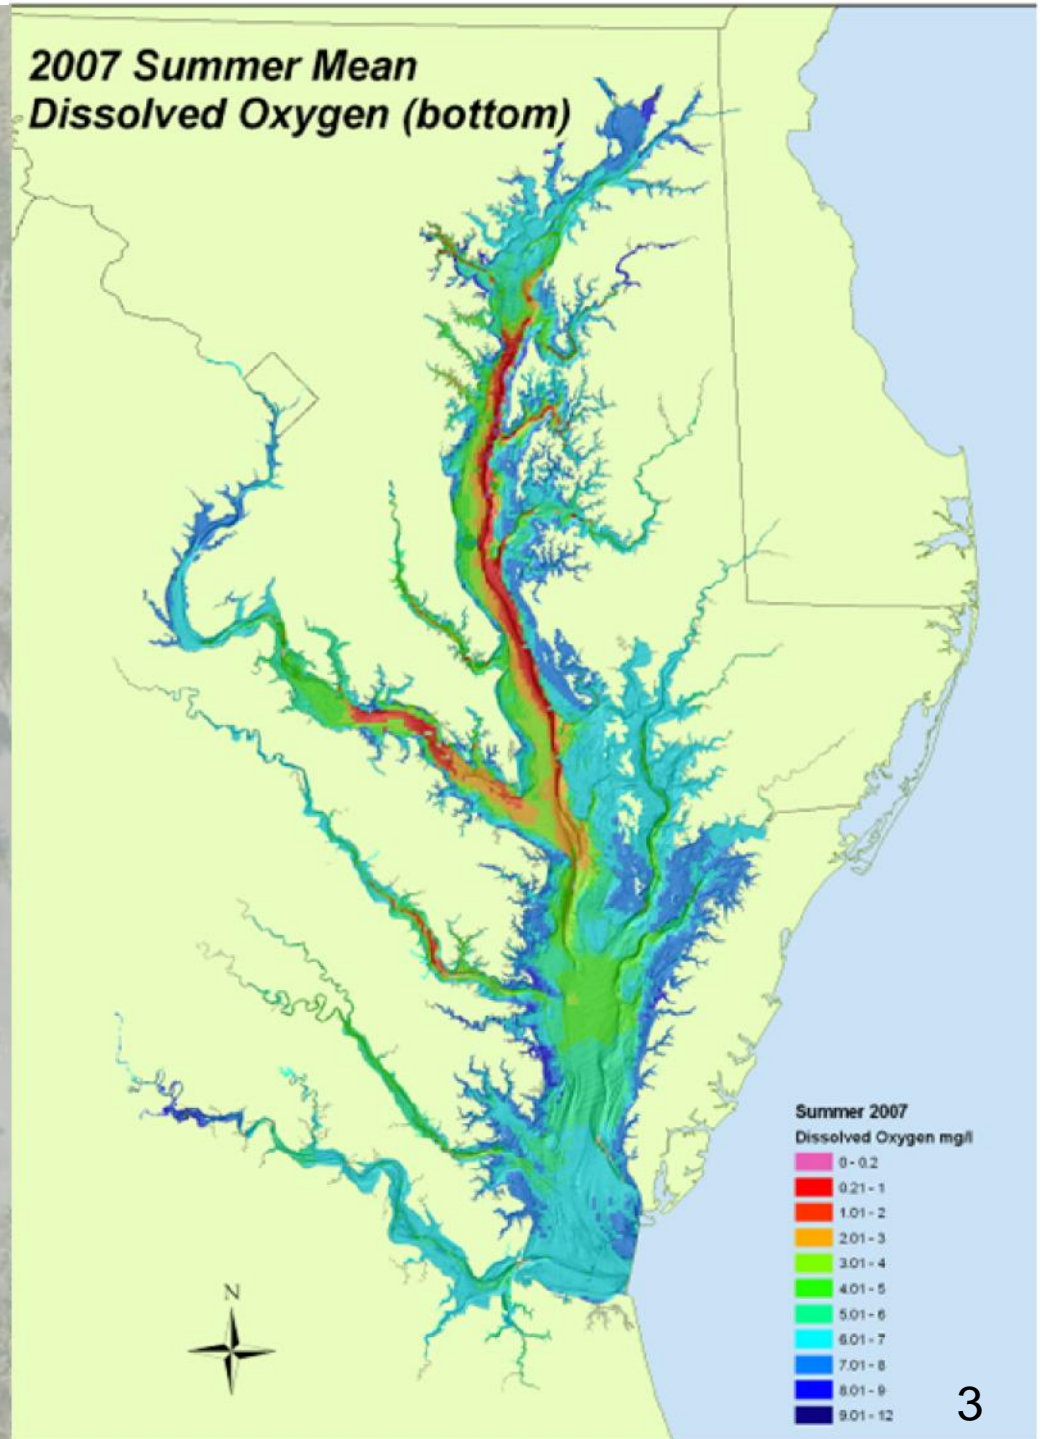 2007 Summer Mean
Dissolved Oxygen (bottom)
N
Summer 2007
Dissolved Oxygen mg/l
0 - 0.2
0.21 - 1
1.01 - 2
2.01 - 3
3.01 - 4
4.01 - 5
5.01 - 6
6.01 - 7
7.01 - 8
8.01 - 9
9.01 - 12
3